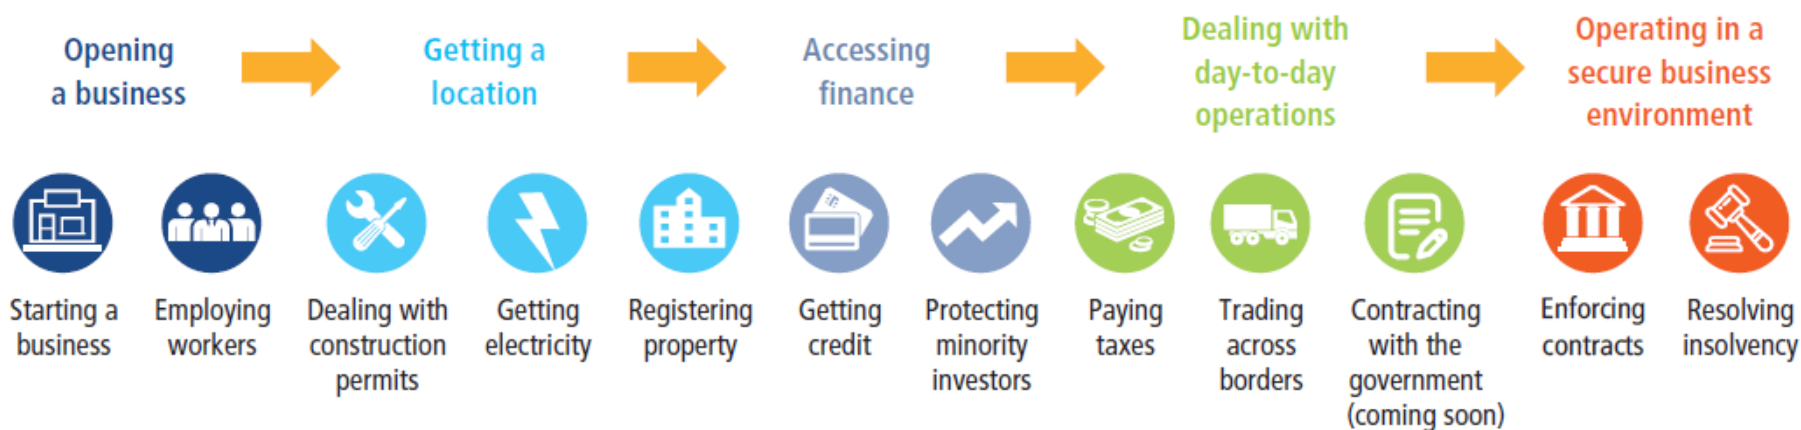 Opening
a business
Getting a
location
Accessing
finance
Dealing with
day-to-day
operations
Operating in a
secure business
environment
Starting a
business
Employing
workers
Dealing with
construction
permits
Getting
electricity
Registering
property
Getting
credit
Protecting
minority
investors
Paying
taxes
Trading
across
borders
Contracting
with the
government
(coming soon)
Enforcing
contracts
Resolving
insolvency